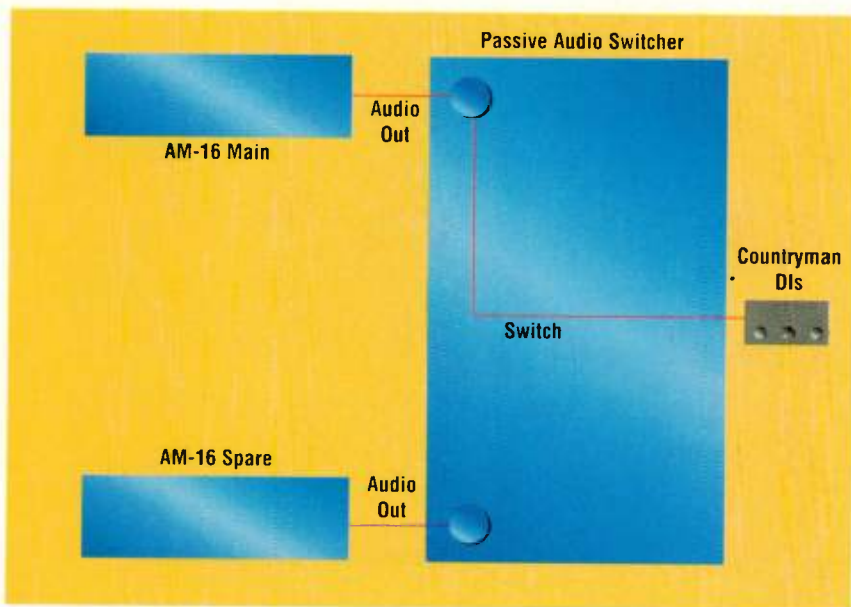 Passive Audio Switcher
Audio
Out
AM-16 Main
Countryman
DIs
Switch
AM-16 Spare
Audio
Out